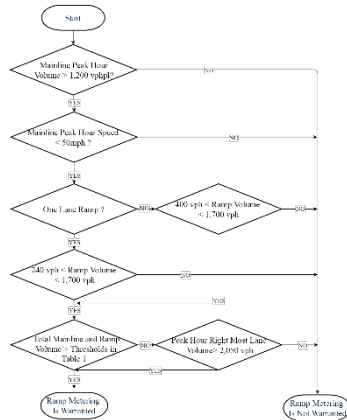 Start
Mainline Peak Hour
Volume > 1,200 vphpl?
NO
YES
Mainline Peak Hour Speed
< 50mph ?
NO
YES
One Lane Ramp ?
NO
400 vph < Ramp Volume
< 1,700 vph
NO
YES
240 vph < Ramp Volume
< 1,700 vph
NO
YES
YES
Total Mainline and Ramp
Volume > Thresholds in
Table 1
NO
Peak Hour Right Most Lane
Volume > 2,050 vph
NO
YES
YES
Ramp Metering
Is Warranted
Ramp Metering
Is Not Warranted